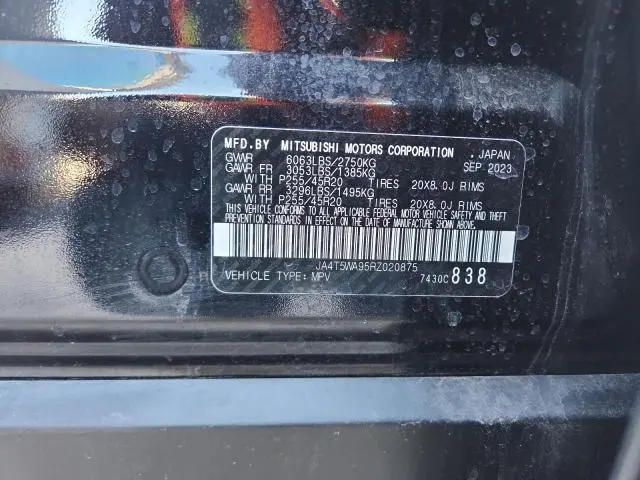 MFD.BY MITSUBISHI MOTORS CORPORATION , JAPAN
GVWR 6063LBS/2750KG SEP 2023
GAWR FR 3053LBS/1385KG
WITH P255/45R20 TIRES 20X8.0J RIMS
GAWR RR 3296LBS/1495KG
WITH P255/45R20 TIRES 20X8.0J RIMS
THIS VEHICLE CONFORMS TO ALL APPLICABLE FEDERAL MOTOR VEHICLE SAFETY AND THEFT
PREVENTION STANDARDS IN EFFECT ON THE DATE OF MANUFACTURE SHOWN ABOVE.
JA4T5WA95RZ020875
VEHICLE TYPE: MPV 7430C 838